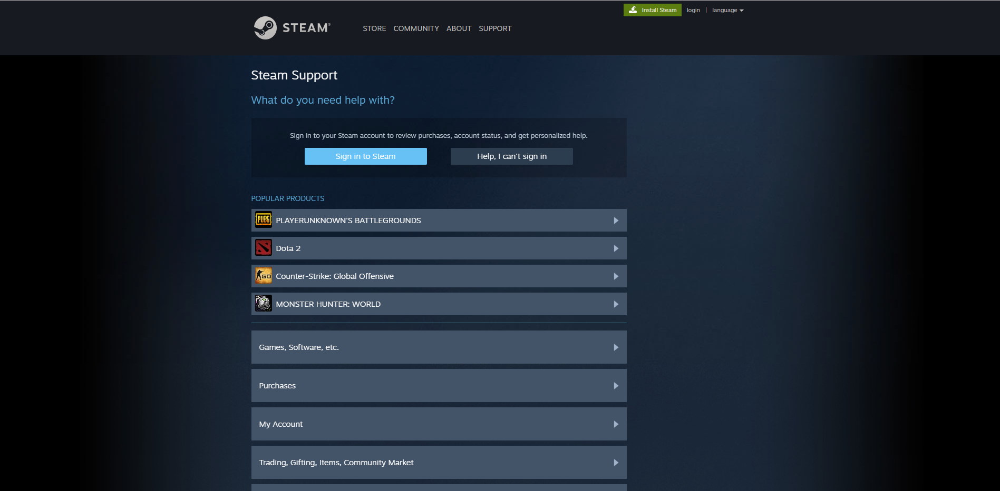 Install Steam login | language
STEAM®
STORE COMMUNITY ABOUT SUPPORT
Steam Support
What do you need help with?
Sign in to your Steam account to review purchases, account status, and get personalized help.
Sign in to Steam
Help, I can't sign in
POPULAR PRODUCTS
PUBG
PLAYERUNKNOWN'S BATTLEGROUNDS
Dota 2
GO
Counter-Strike: Global Offensive
MONSTER HUNTER: WORLD
Games, Software, etc.
Purchases
My Account
Trading, Gifting, Items, Community Market